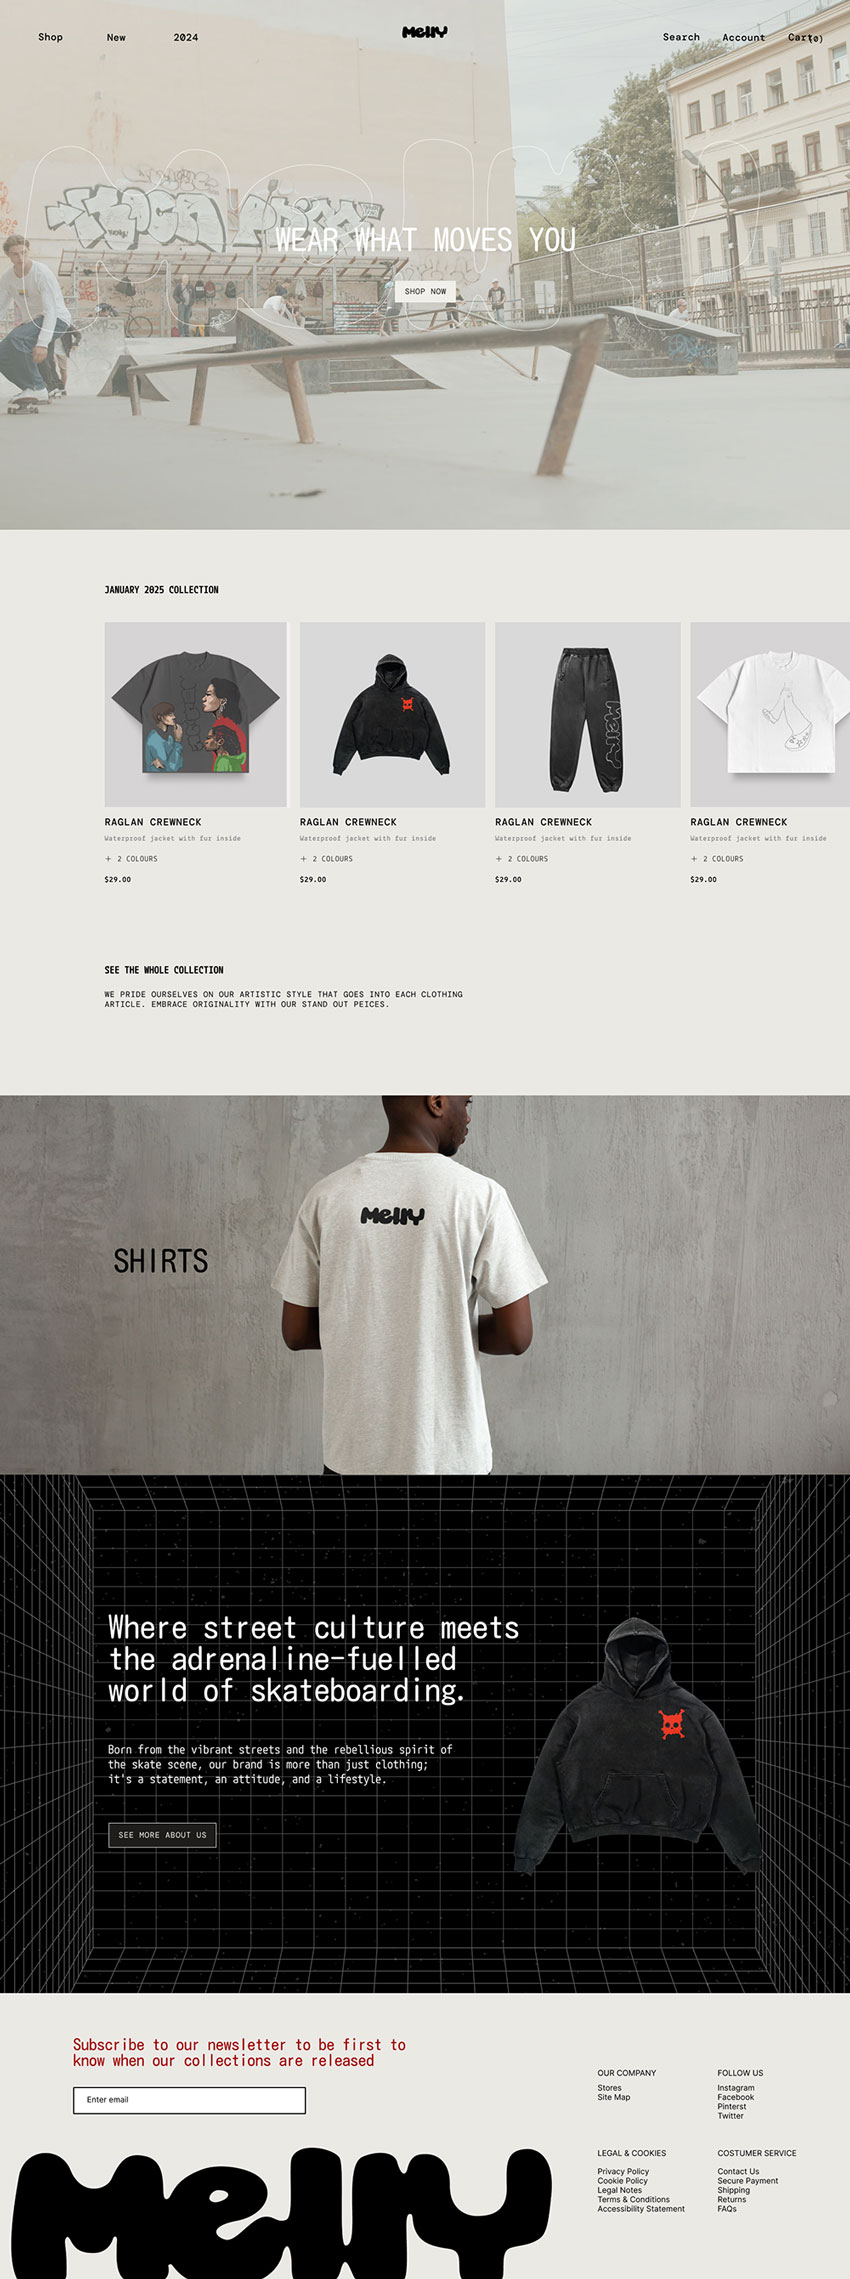 Shop New 2024 Melly Search Account Cart(0)
Melly
WEAR WHAT MOVES YOU
SHOP NOW
JANUARY 2025 COLLECTION
Melly
RAGLAN CREWNECK
Waterproof jacket with fur inside
+ 2 COLOURS
$29.00
RAGLAN CREWNECK
Waterproof jacket with fur inside
+ 2 COLOURS
$29.00
RAGLAN CREWNECK
Waterproof jacket with fur inside
+ 2 COLOURS
$29.00
RAGLAN CREWNECK
Waterproof jacket with fur inside
+ 2 COLOURS
$29.00
SEE THE WHOLE COLLECTION
WE PRIDE OURSELVES ON OUR ARTISTIC STYLE THAT GOES INTO EACH CLOTHING
ARTICLE. EMBRACE ORIGINALITY WITH OUR STAND OUT PEICES.
Melly
SHIRTS
Where street culture meets
the adrenaline-fuelled
world of skateboarding.
Born from the vibrant streets and the rebellious spirit of
the skate scene, our brand is more than just clothing;
it's a statement, an attitude, and a lifestyle.
SEE MORE ABOUT US
Subscribe to our newsletter to be first to
know when our collections are released
Enter email
OUR COMPANY
Stores
Site Map
FOLLOW US
Instagram
Facebook
Pinterst
Twitter
LEGAL & COOKIES
Privacy Policy
Cookie Policy
Legal Notes
Terms & Conditions
Accessibility Statement
COSTUMER SERVICE
Contact Us
Secure Payment
Shipping
Returns
FAQs
Melly